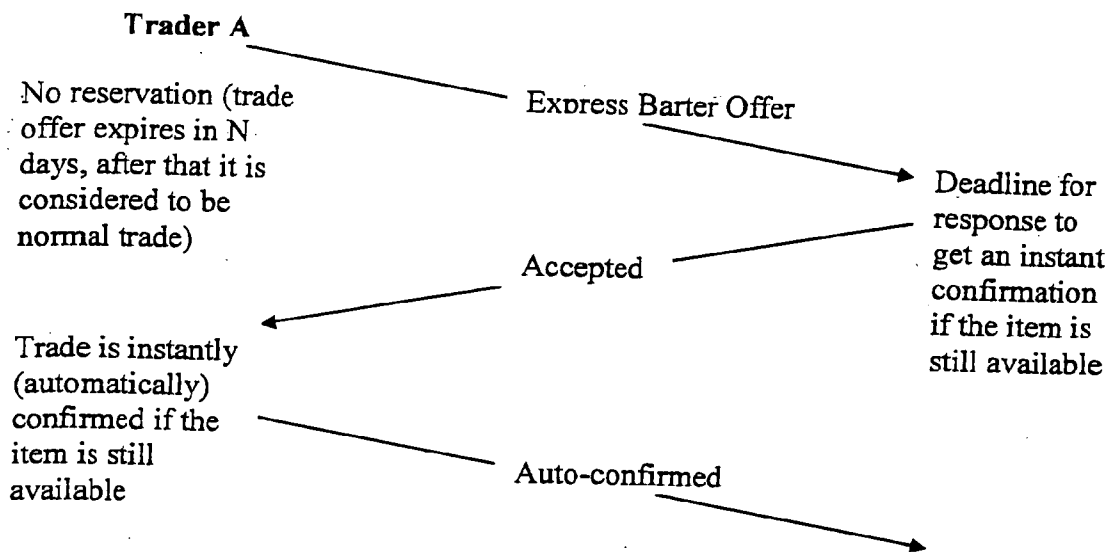 Trader A
No reservation (trade
offer expires in N
days, after that it is
considered to be
normal trade)
Express Barter Offer
Deadline for
response to
get an instant
confirmation
if the item is
still available
Accepted
Trade is instantly
(automatically)
confirmed if the
item is still
available
Auto-confirmed